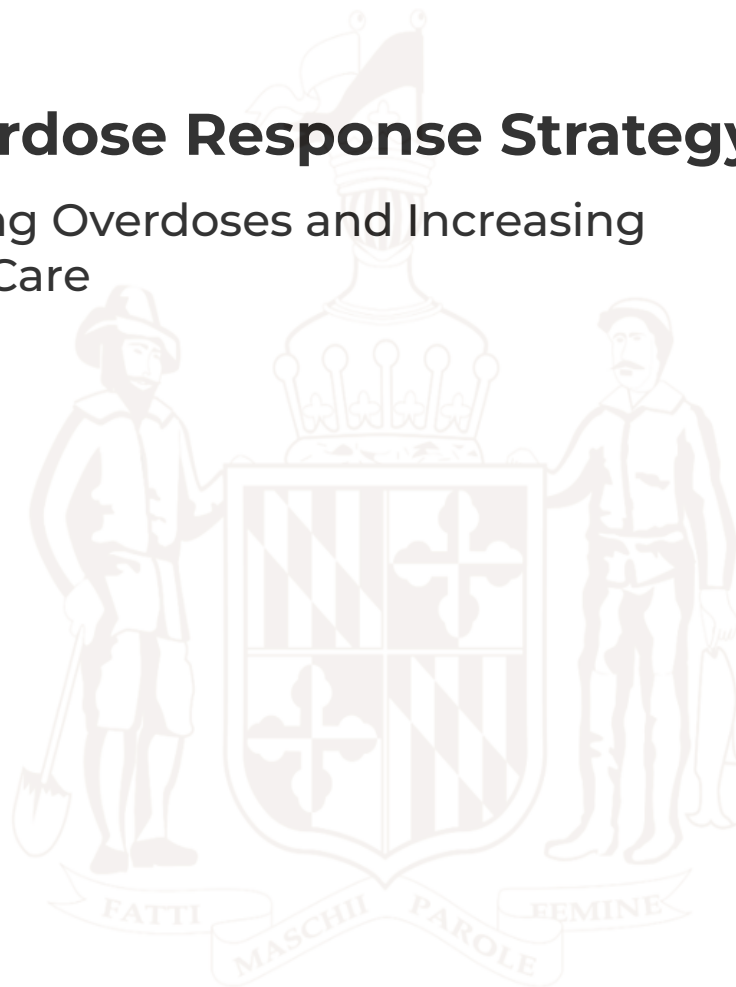 rdose Response Strategy
ng Overdoses and Increasing
Care
FATTI MASCHII PAROLE FEMINE